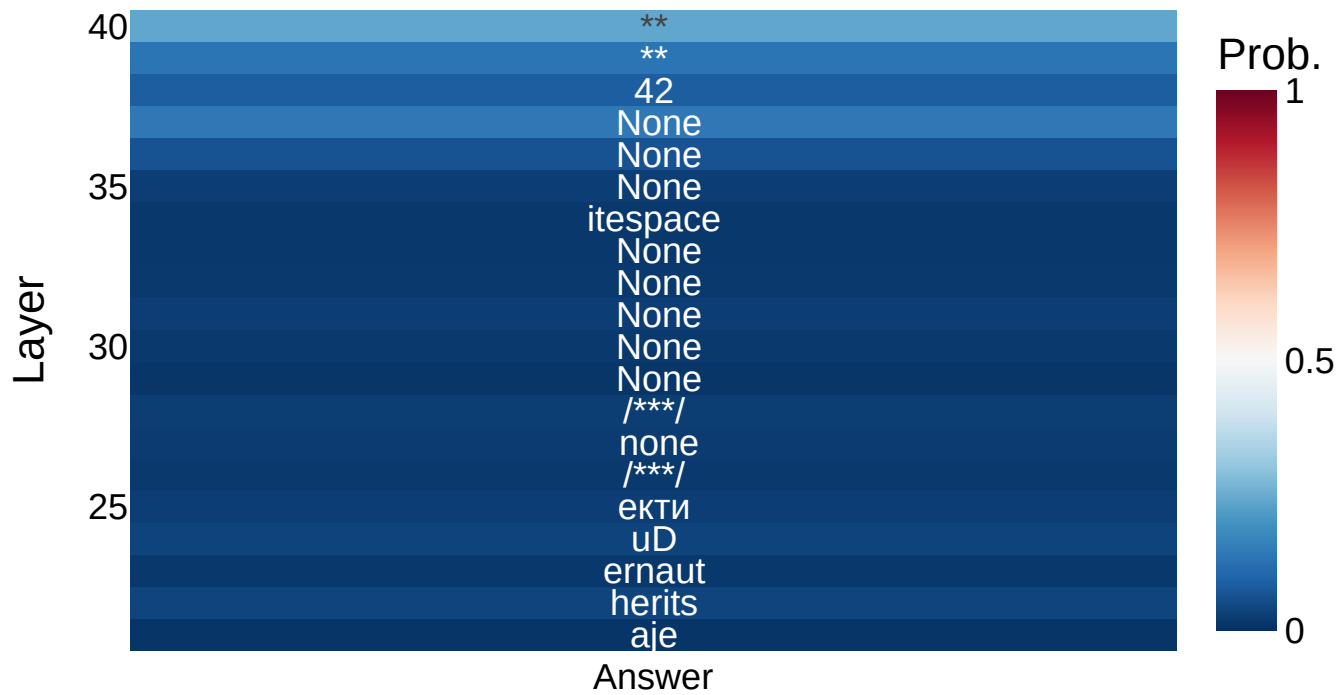 40
**
**
42
None
None
35
None
itespace
None
None
None
30
None
None
/***/
none
/***/
25
екти
uD
ernaut
herits
aje
Layer
Answer
Prob.
1
0.5
0